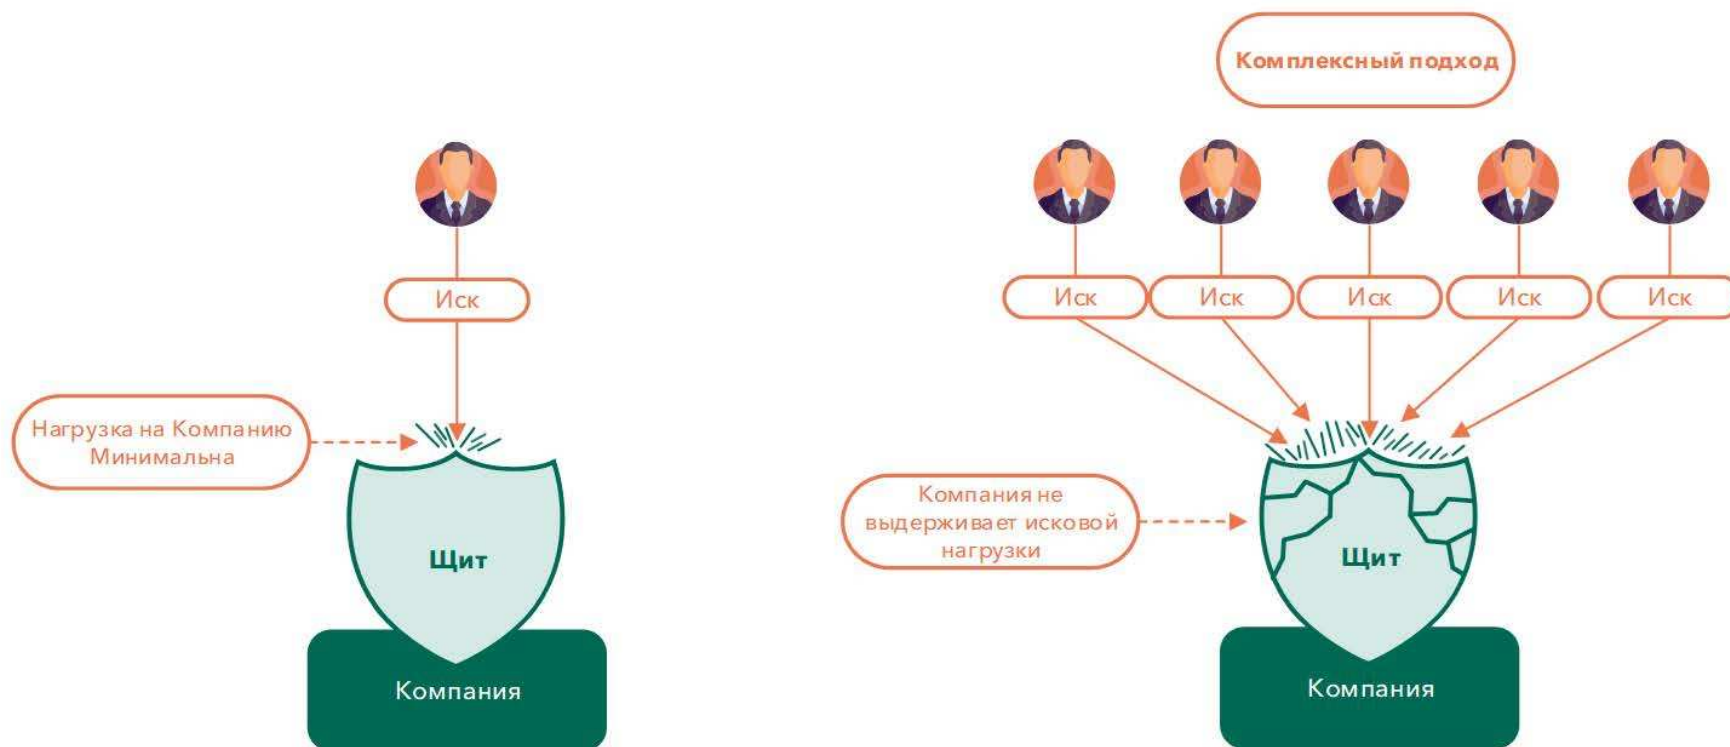 Иск
Нагрузка на Компанию
Минимальна
Щит
Компания
Комплексный подход
Иск
Иск
Иск
Иск
Иск
Компания не
выдерживает исковой
нагрузки
Щит
Компания